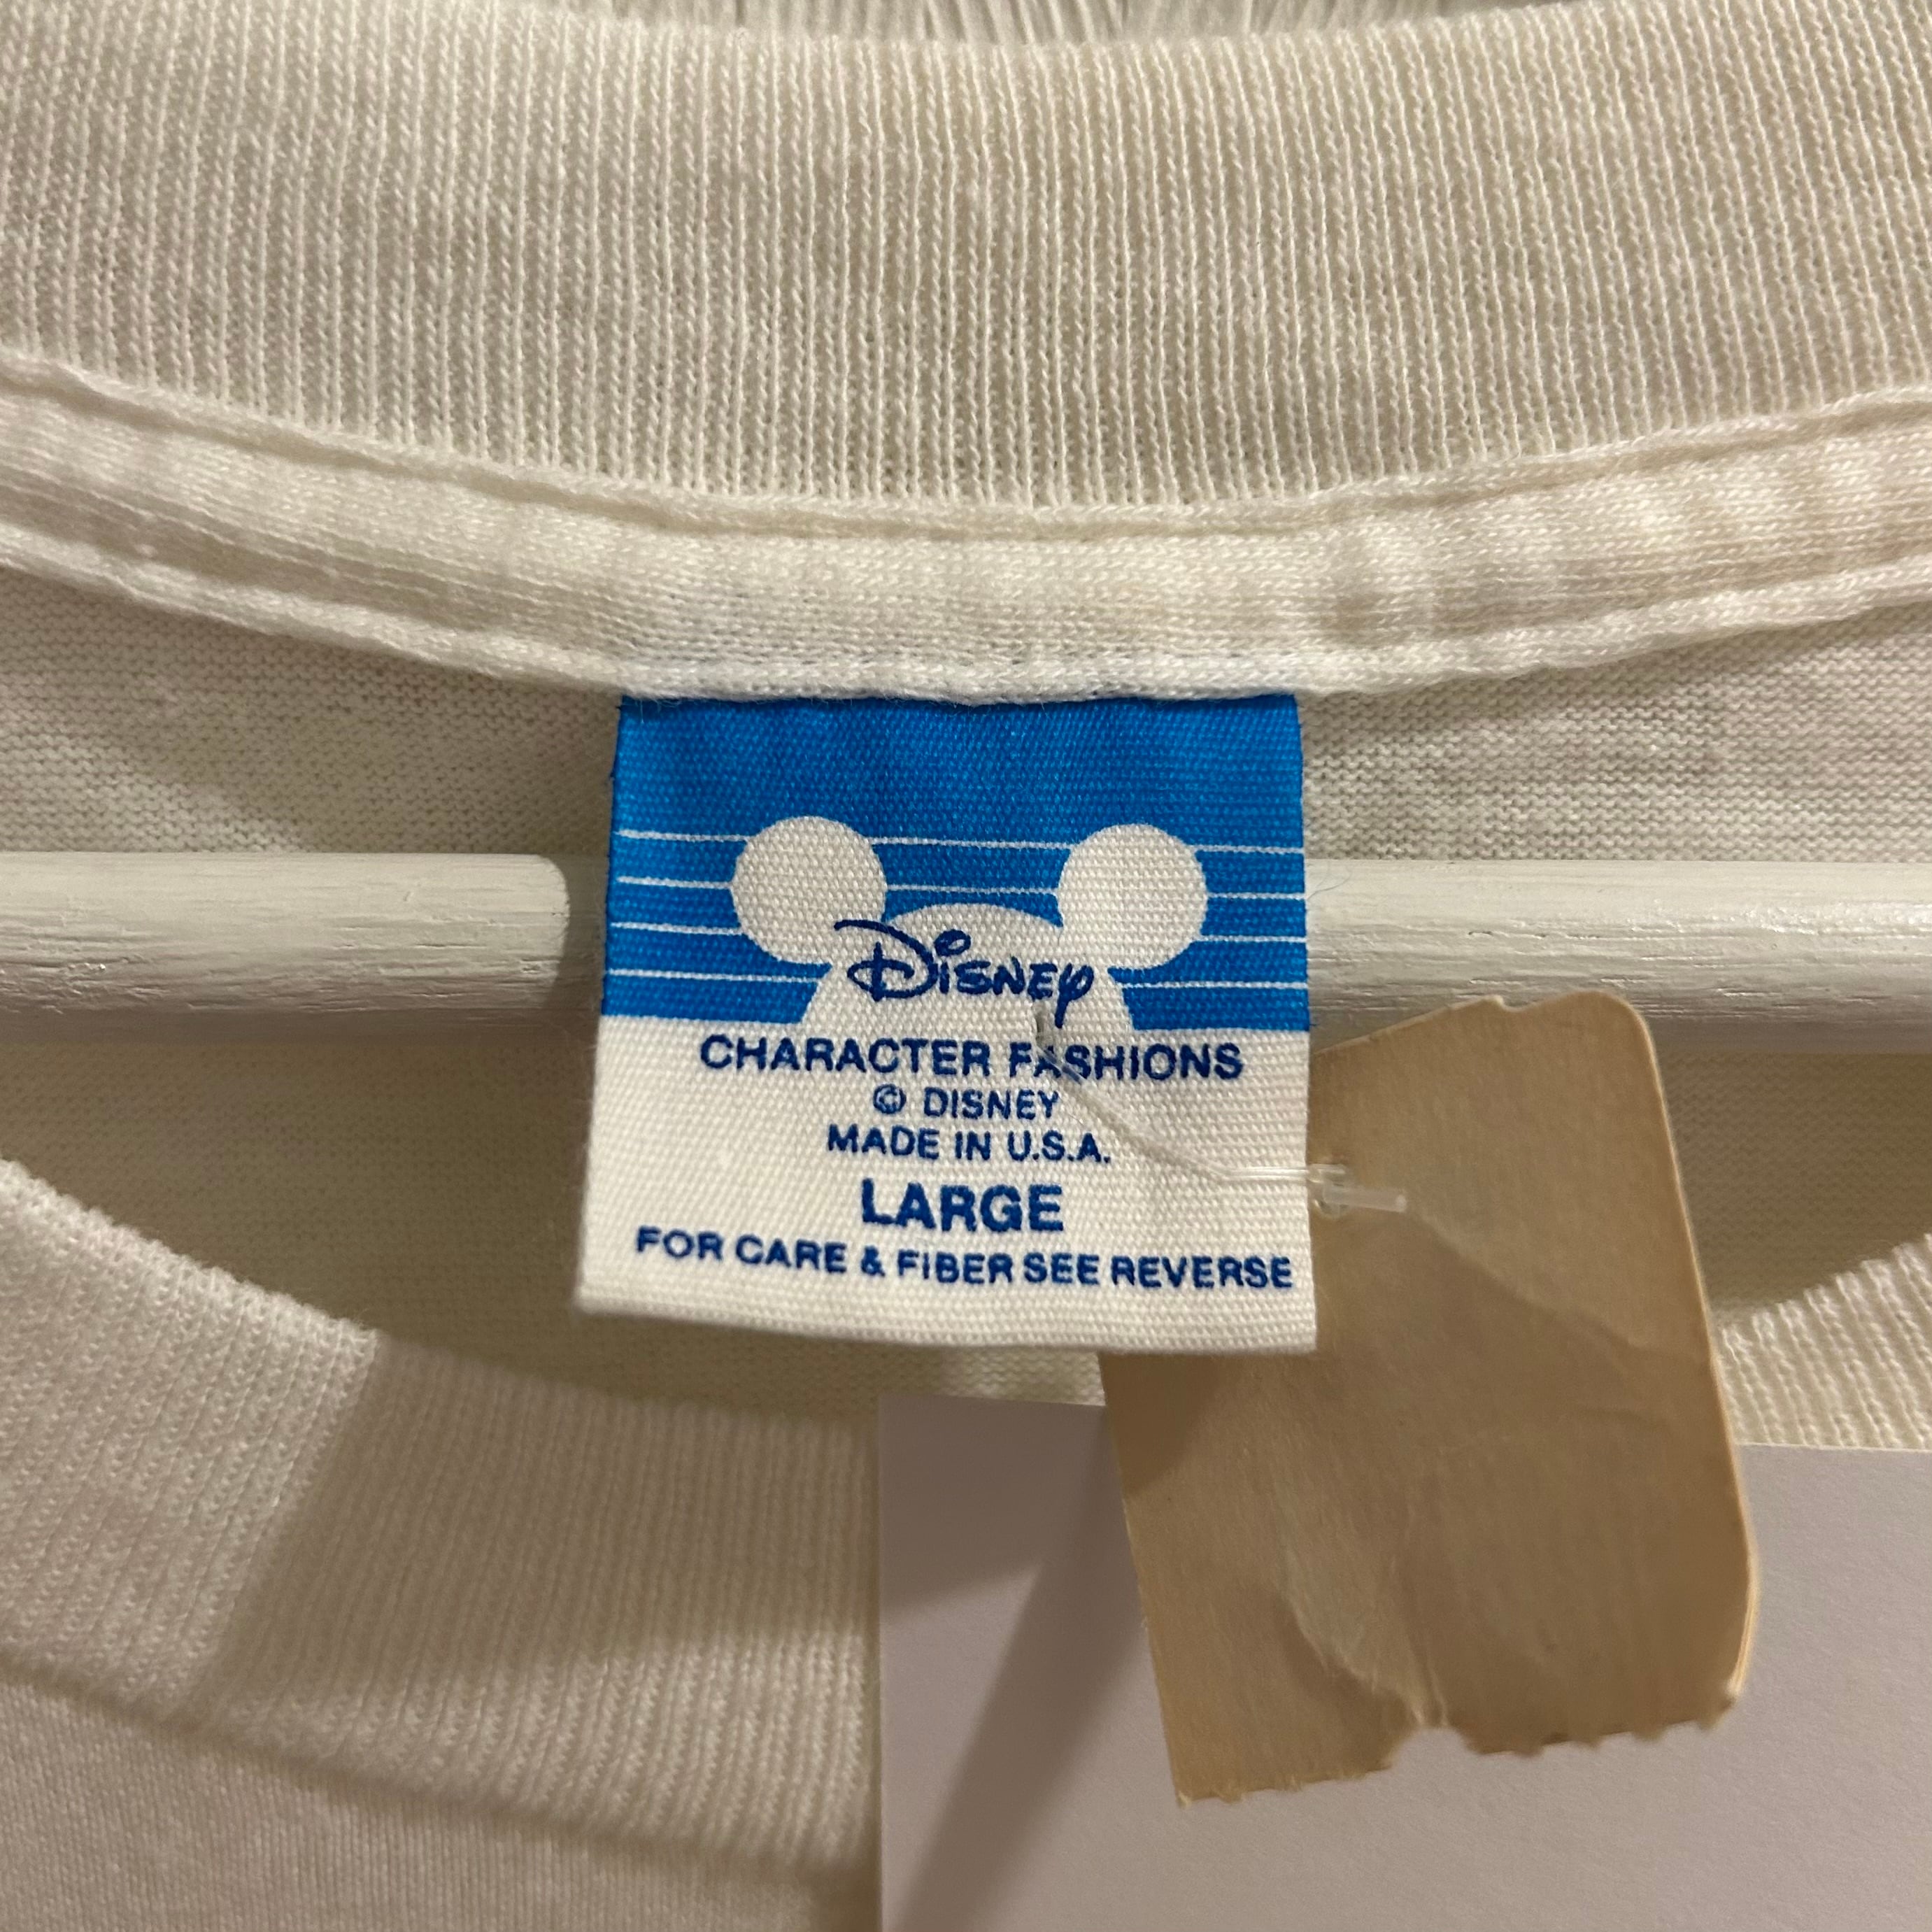 Disney
CHARACTER FASHIONS
© DISNEY
MADE IN U.S.A.
LARGE
FOR CARE & FIBER SEE REVERSE